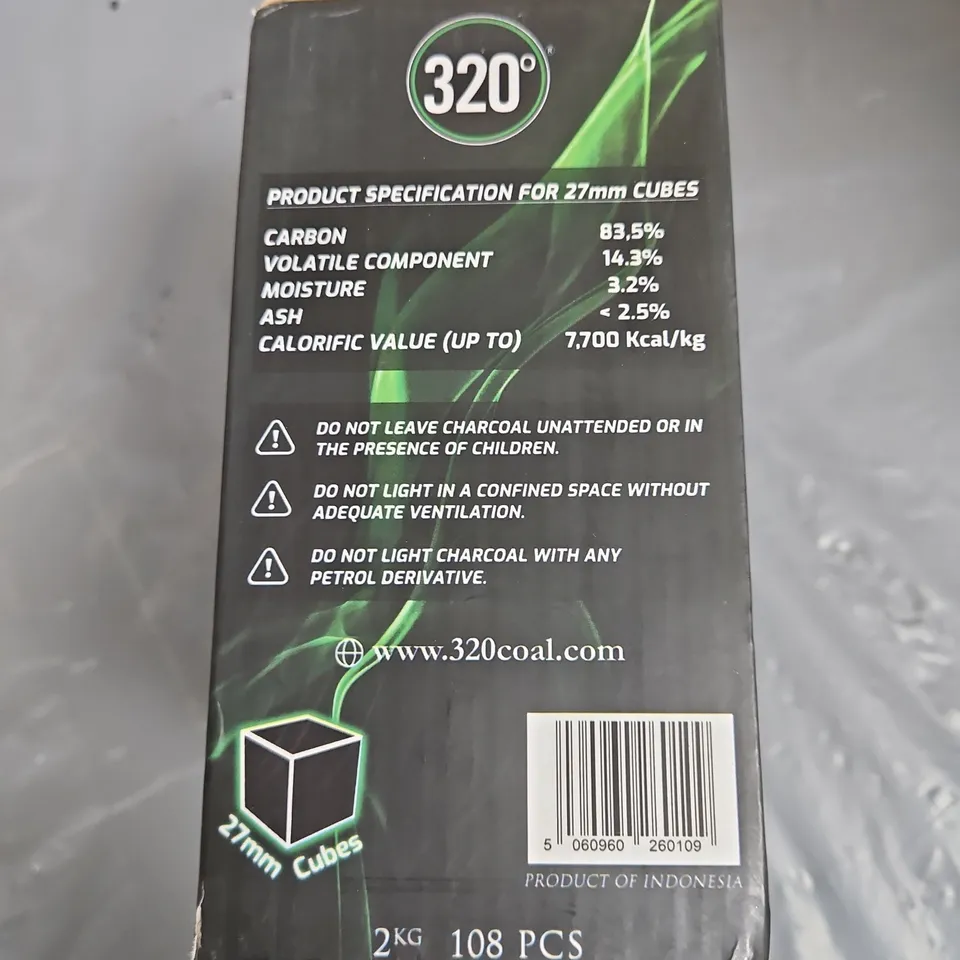 320°®
PRODUCT SPECIFICATION FOR 27mm CUBES
CARBON 83,5%
VOLATILE COMPONENT 14.3%
MOISTURE 3.2%
ASH < 2.5%
CALORIFIC VALUE (UP TO) 7,700 Kcal/kg
DO NOT LEAVE CHARCOAL UNATTENDED OR IN
THE PRESENCE OF CHILDREN.
DO NOT LIGHT IN A CONFINED SPACE WITHOUT
ADEQUATE VENTILATION.
DO NOT LIGHT CHARCOAL WITH ANY
PETROL DERIVATIVE.
www.320coal.com
27mm Cubes
5 060960 260109
PRODUCT OF INDONESIA
2KG 108 PCS